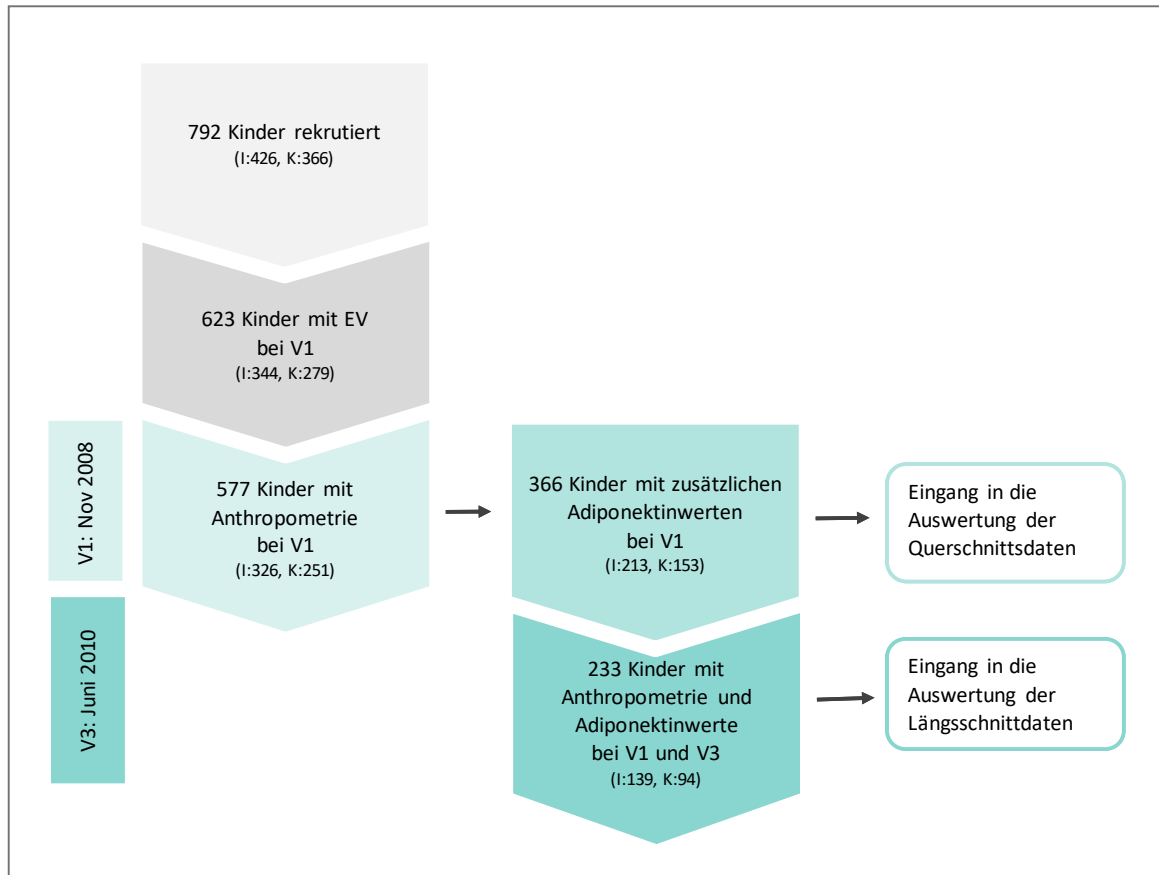 792 Kinder rekrutiert
(I:426, K:366)
623 Kinder mit EV
bei V1
(I:344, K:279)
V1: Nov 2008
577 Kinder mit
Anthropometrie
bei V1
(I:326, K:251)
366 Kinder mit zusätzlichen
Adiponektinwerten
bei V1
(I:213, K:153)
Eingang in die
Auswertung der
Querschnittsdaten
V3: Juni 2010
233 Kinder mit
Anthropometrie und
Adiponektinwerte
bei V1 und V3
(I:139, K:94)
Eingang in die
Auswertung der
Längsschnittdaten